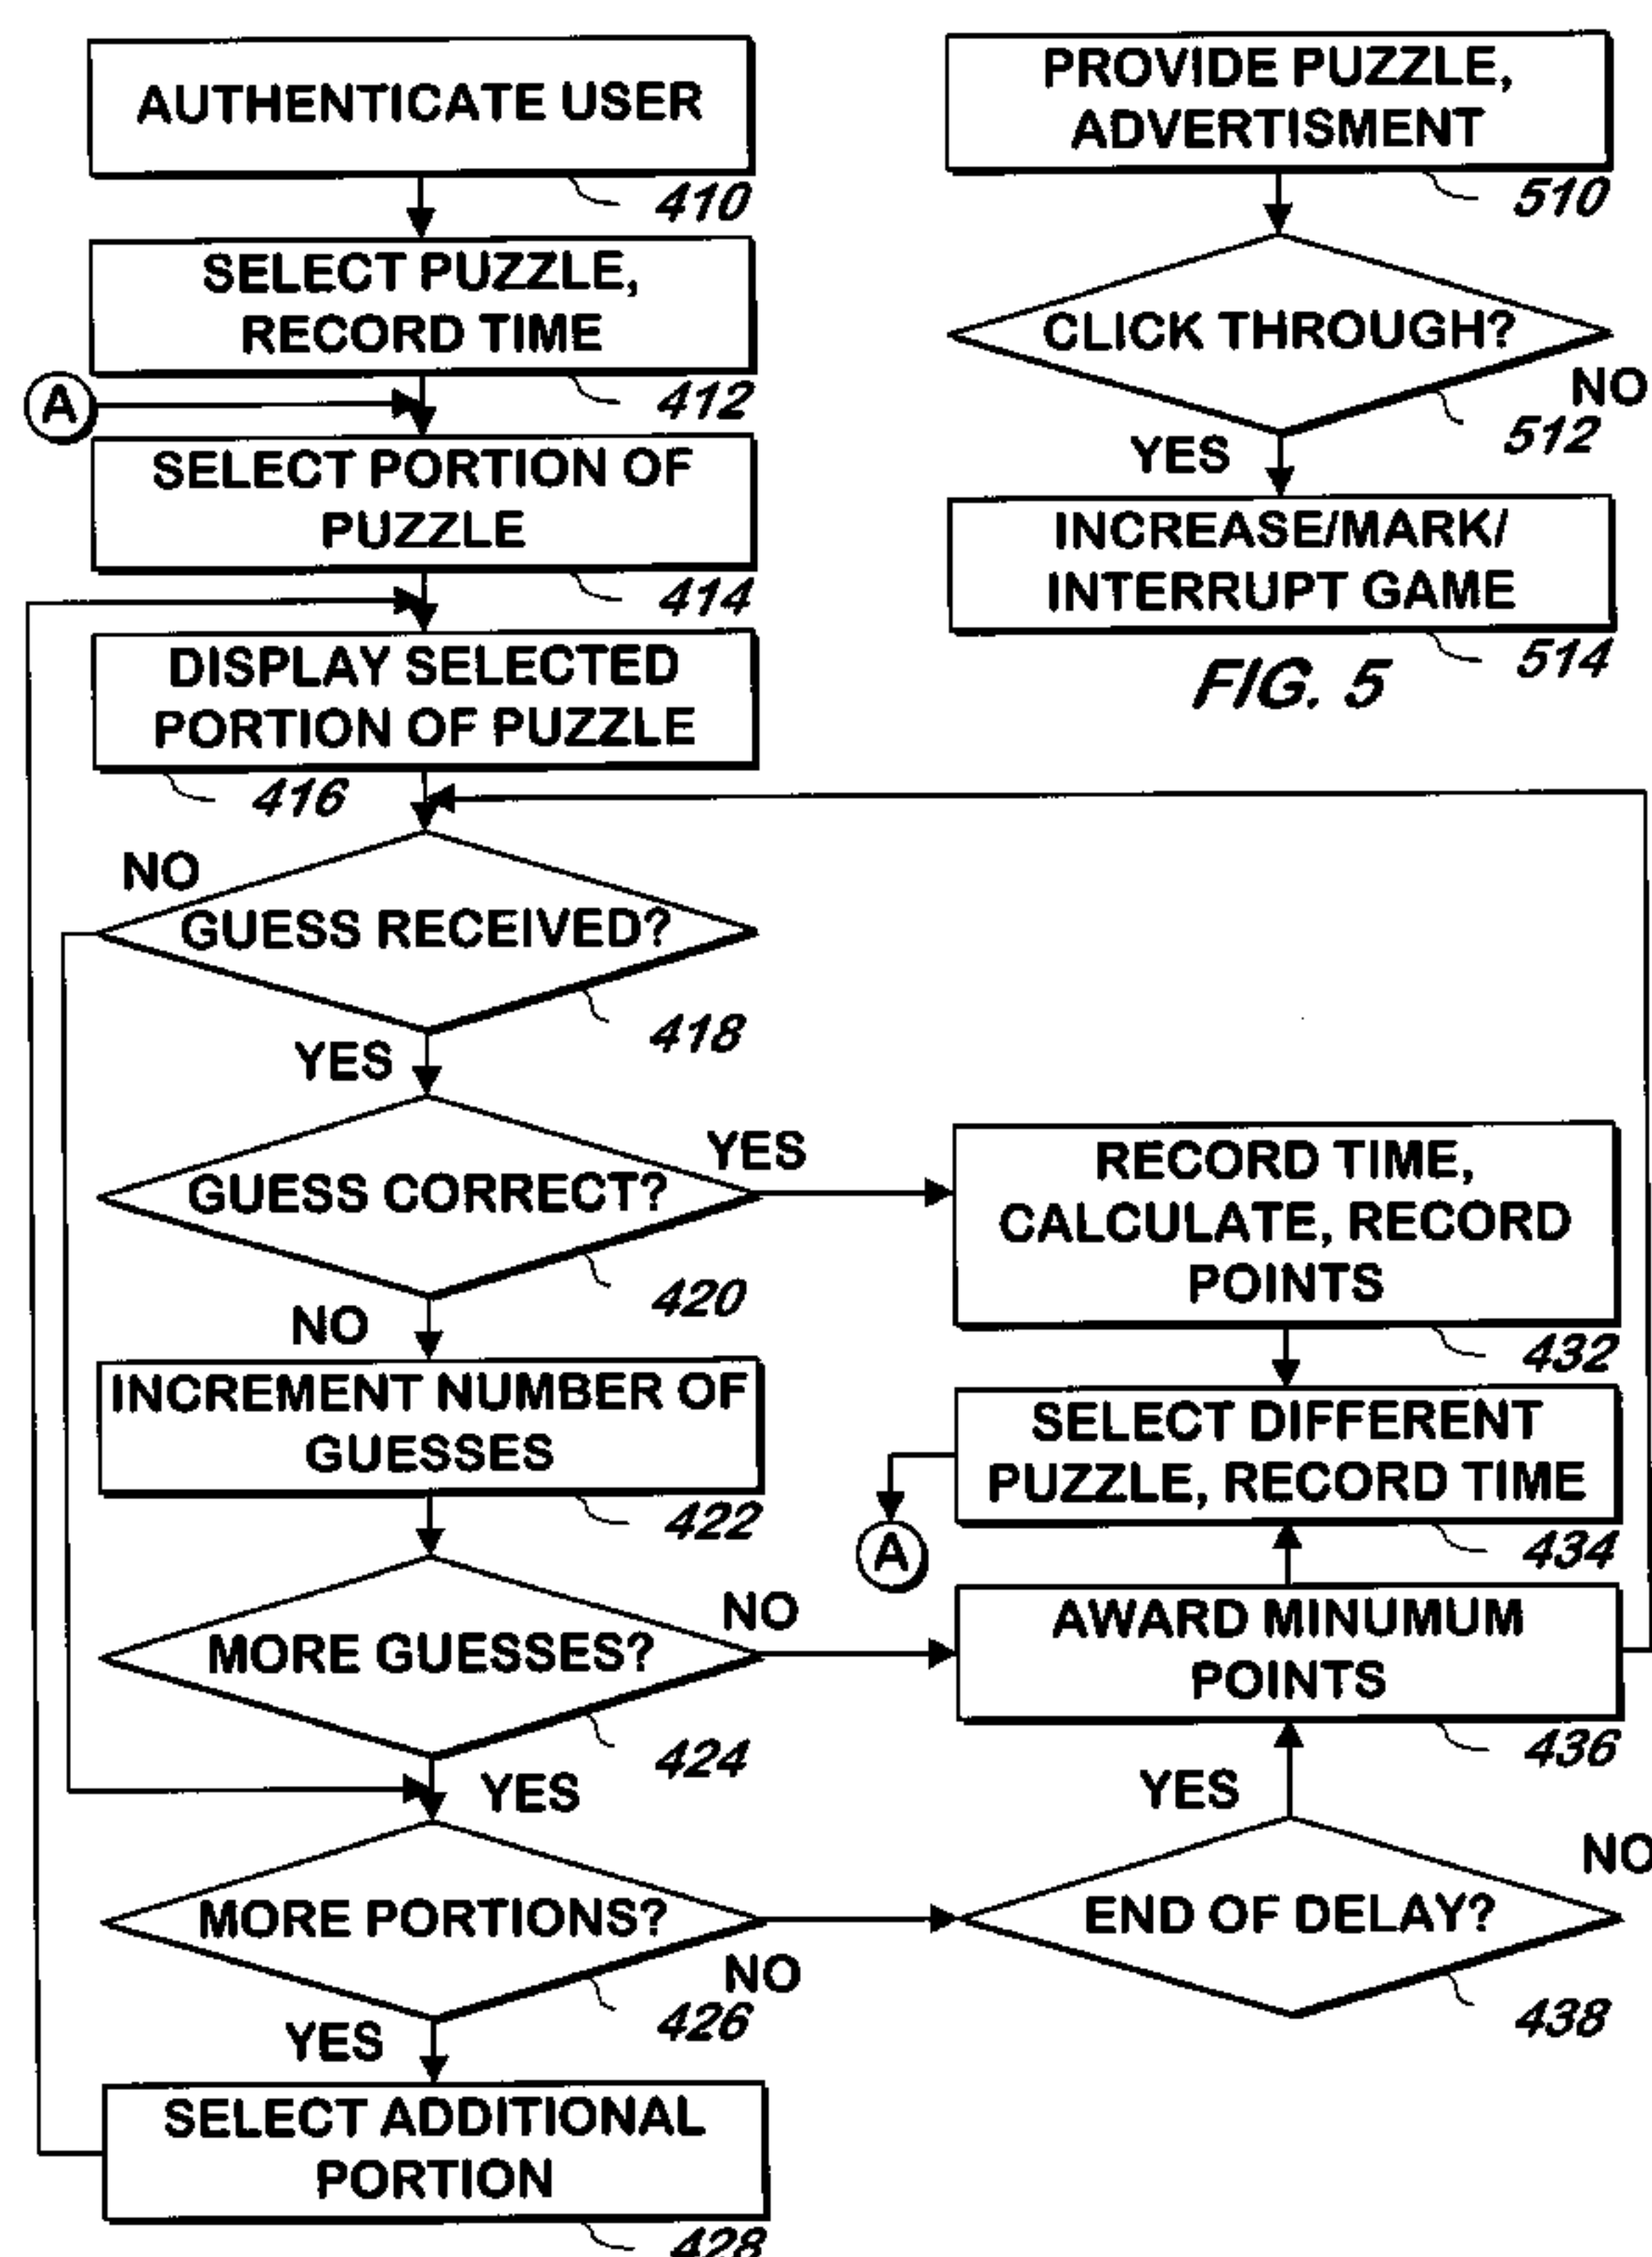 AUTHENTICATE USER
410
SELECT PUZZLE,
RECORD TIME
412
A
SELECT PORTION OF
PUZZLE
414
DISPLAY SELECTED
PORTION OF PUZZLE
416
NO
GUESS RECEIVED?
418
YES
GUESS CORRECT?
YES
420
NO
INCREMENT NUMBER OF
GUESSES
422
MORE GUESSES?
NO
424
YES
MORE PORTIONS?
NO
426
YES
SELECT ADDITIONAL
PORTION
428
PROVIDE PUZZLE,
ADVERTISMENT
510
CLICK THROUGH?
NO
512
YES
INCREASE/MARK/
INTERRUPT GAME
514
FIG. 5
RECORD TIME,
CALCULATE, RECORD
POINTS
432
SELECT DIFFERENT
PUZZLE, RECORD TIME
434
A
AWARD MINUMUM
POINTS
436
YES
NO
END OF DELAY?
438